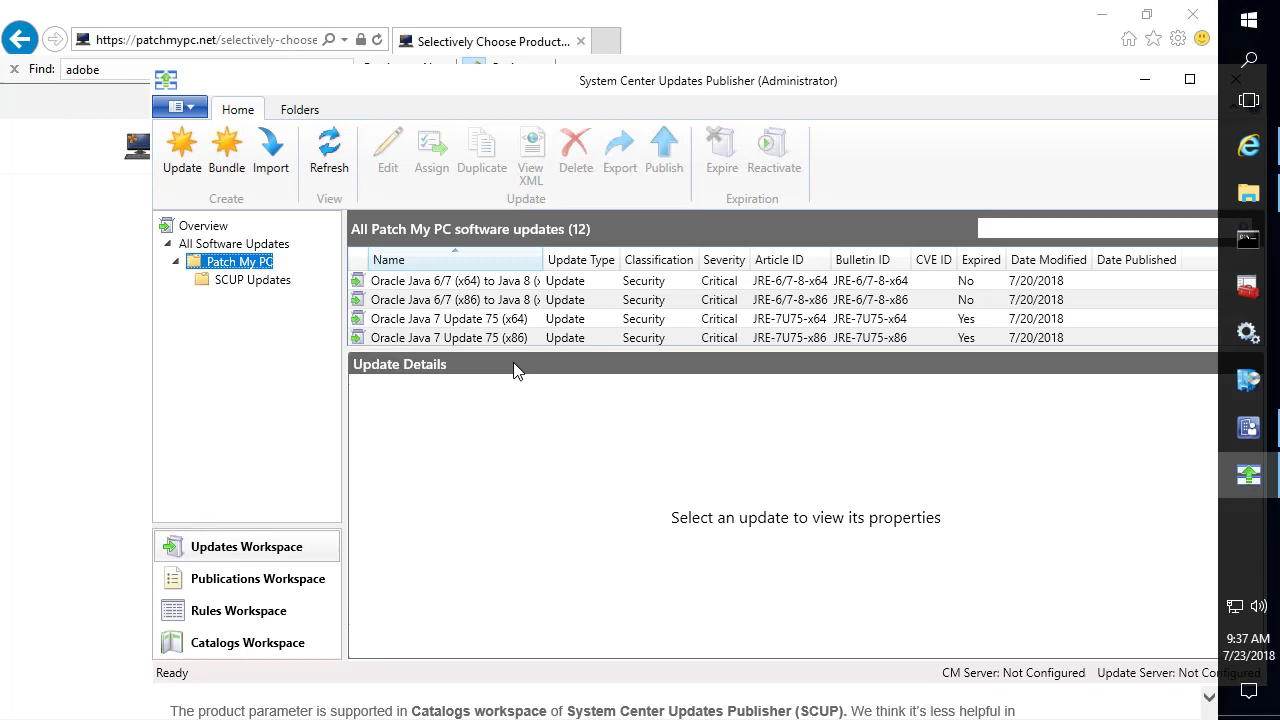 https://patchmypc.net/selectively-choose
Selectively Choose Product...
Find: adobe
System Center Updates Publisher (Administrator)
Home Folders
Update Bundle Import Refresh Edit Assign Duplicate View XML Delete Export Publish Expire Reactivate
Create View Update Expiration
Overview
All Software Updates
Patch My PC
SCUP Updates
All Patch My PC software updates (12)
Name Update Type Classification Severity Article ID Bulletin ID CVE ID Expired Date Modified Date Published
Oracle Java 6/7 (x64) to Java 8 ( Update Security Critical JRE-6/7-8-x64 JRE-6/7-8-x64 No 7/20/2018
Oracle Java 6/7 (x86) to Java 8 (x Update Security Critical JRE-6/7-8-x86 JRE-6/7-8-x86 No 7/20/2018
Oracle Java 7 Update 75 (x64) Update Security Critical JRE-7U75-x64 JRE-7U75-x64 Yes 7/20/2018
Oracle Java 7 Update 75 (x86) Update Security Critical JRE-7U75-x86 JRE-7U75-x86 Yes 7/20/2018
Update Details
Select an update to view its properties
Updates Workspace
Publications Workspace
Rules Workspace
Catalogs Workspace
Ready
CM Server: Not Configured Update Server: Not Configured
9:37 AM
7/23/2018
The product parameter is supported in Catalogs workspace of System Center Updates Publisher (SCUP). We think it's less helpful in